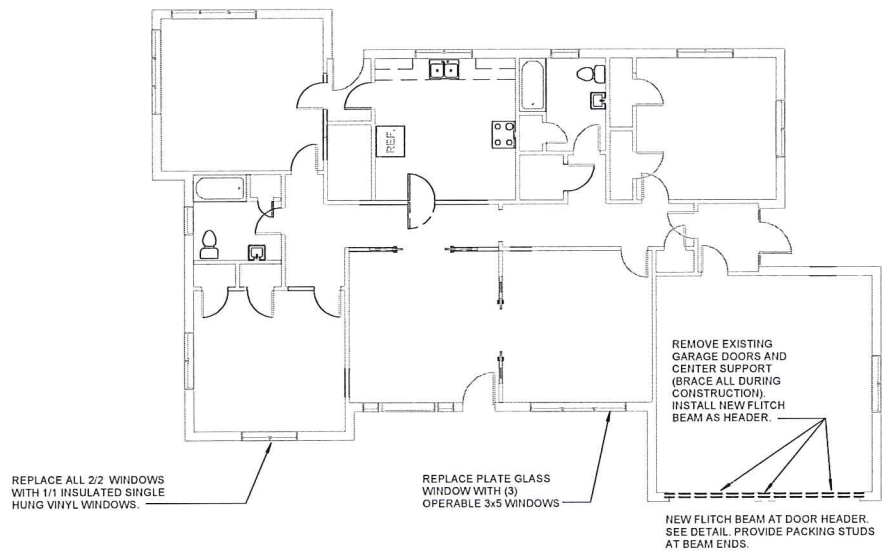 REF.
REMOVE EXISTING
GARAGE DOORS AND
CENTER SUPPORT
(BRACE ALL DURING
CONSTRUCTION).
INSTALL NEW FLITCH
BEAM AS HEADER.
REPLACE ALL 2/2 WINDOWS
WITH 1/1 INSULATED SINGLE
HUNG VINYL WINDOWS.
REPLACE PLATE GLASS
WINDOW WITH (3)
OPERABLE 3x5 WINDOWS
NEW FLITCH BEAM AT DOOR HEADER.
SEE DETAIL. PROVIDE PACKING STUDS
AT BEAM ENDS.